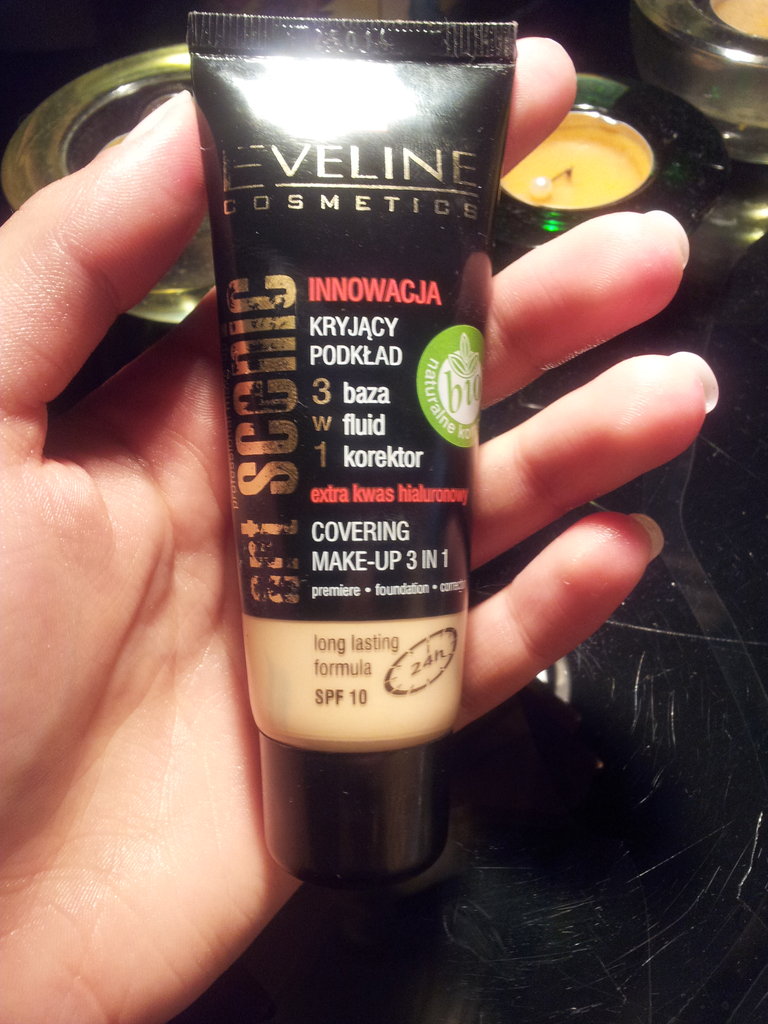 EVELINE
COSMETICS
art scenic
INNOWACJA
KRYJĄCY
PODKŁAD
3 baza
w fluid
1 korektor
extra kwas hialuronowy
COVERING
MAKE-UP 3 IN 1
premiere • foundation •
long lasting
formula
SPF 10
24h
bio
naturalne